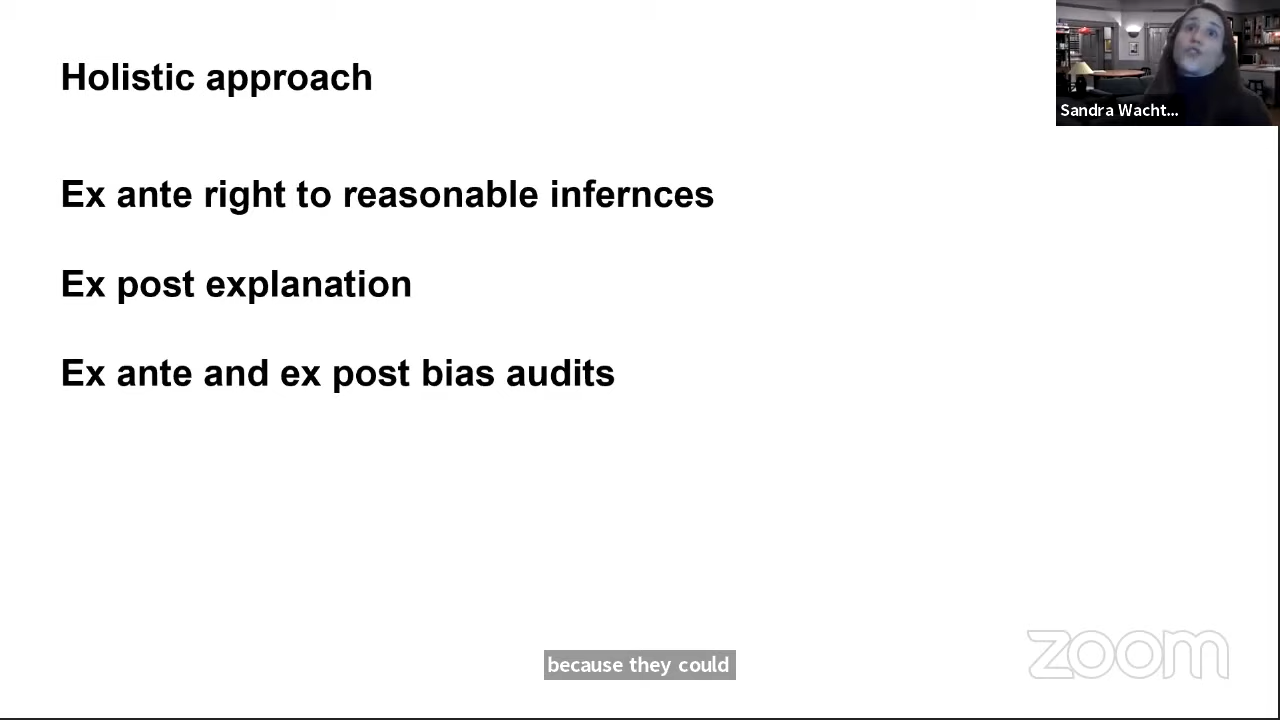 Holistic approach
Sandra Wacht...
Ex ante right to reasonable infernces
Ex post explanation
Ex ante and ex post bias audits
because they could
zoom